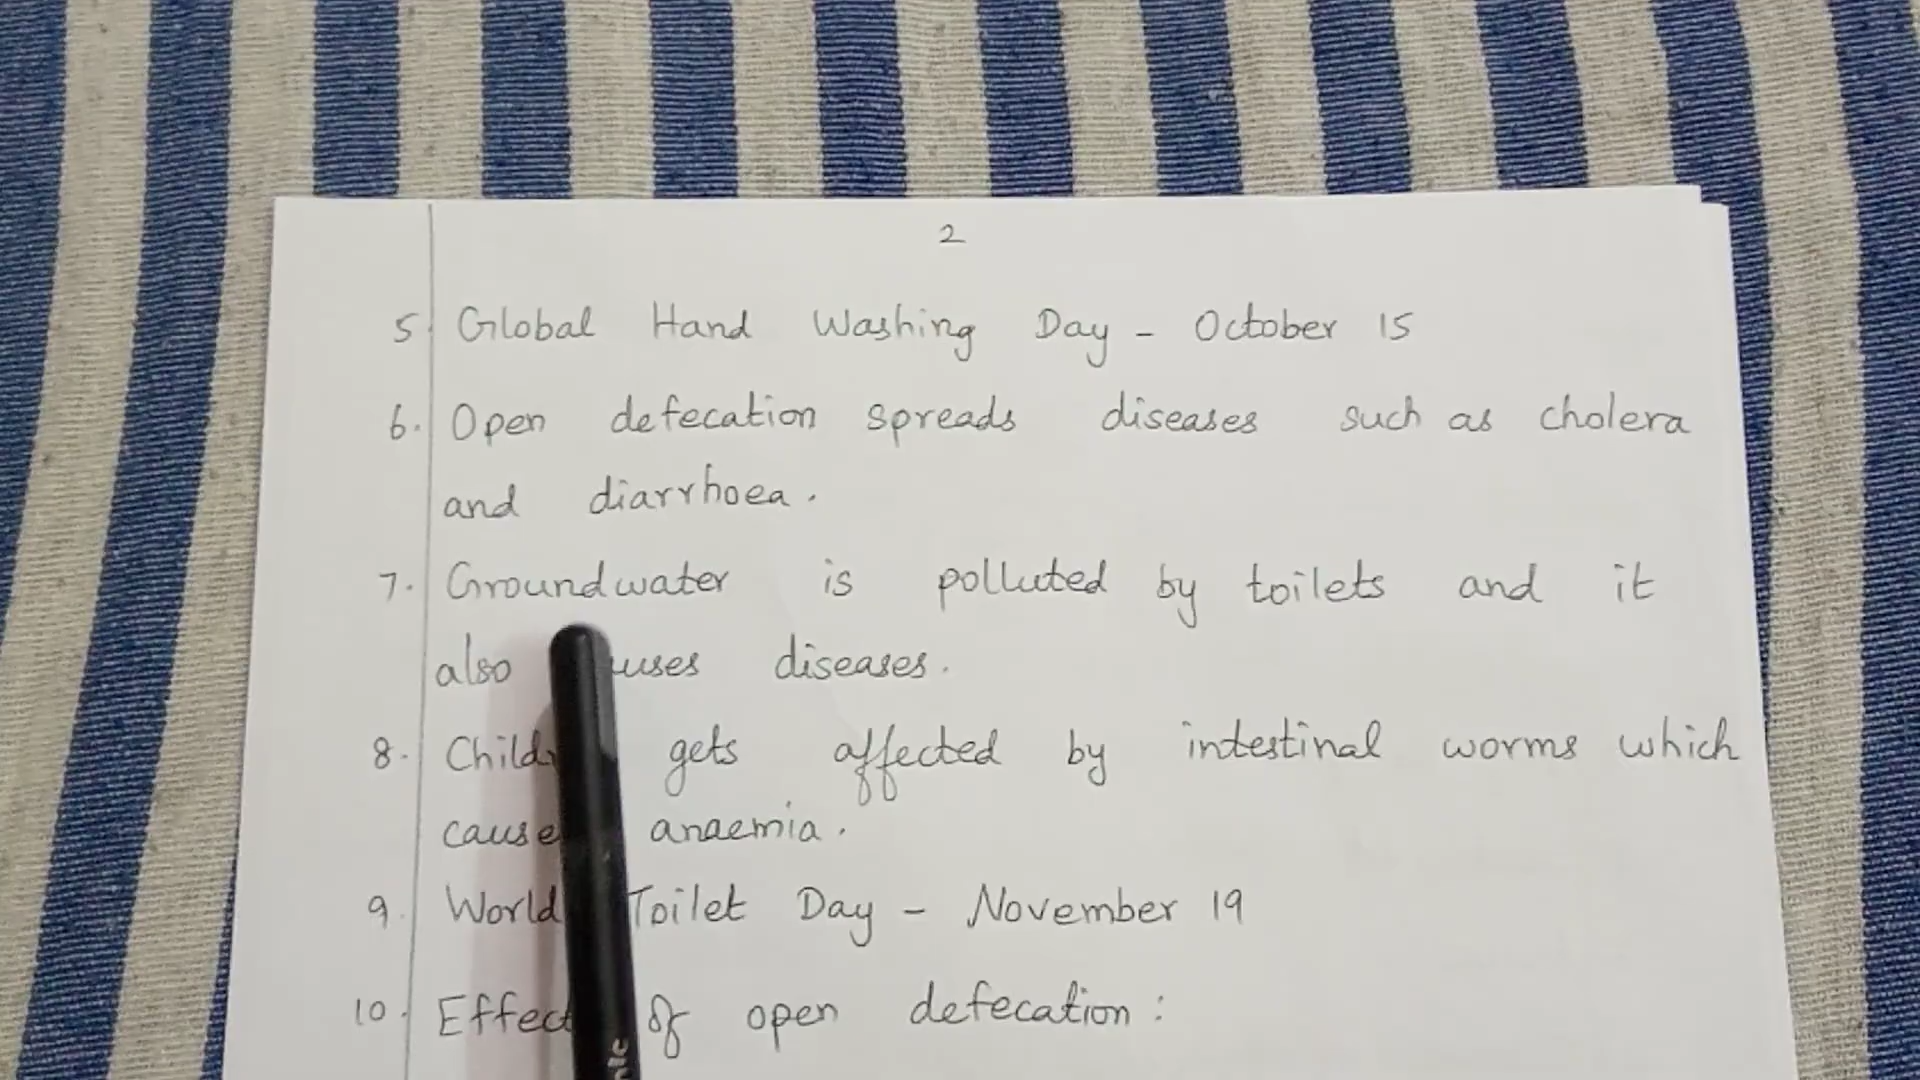 2
5. Global Hand Washing Day - October 15
6. Open defecation spreads diseases such as cholera
and diarrhoea.
7. Groundwater is polluted by toilets and it
also uses diseases.
8. gets affected by intestinal worms which
anaemia.
9. World Toilet Day - November 19
10. of open defecation: